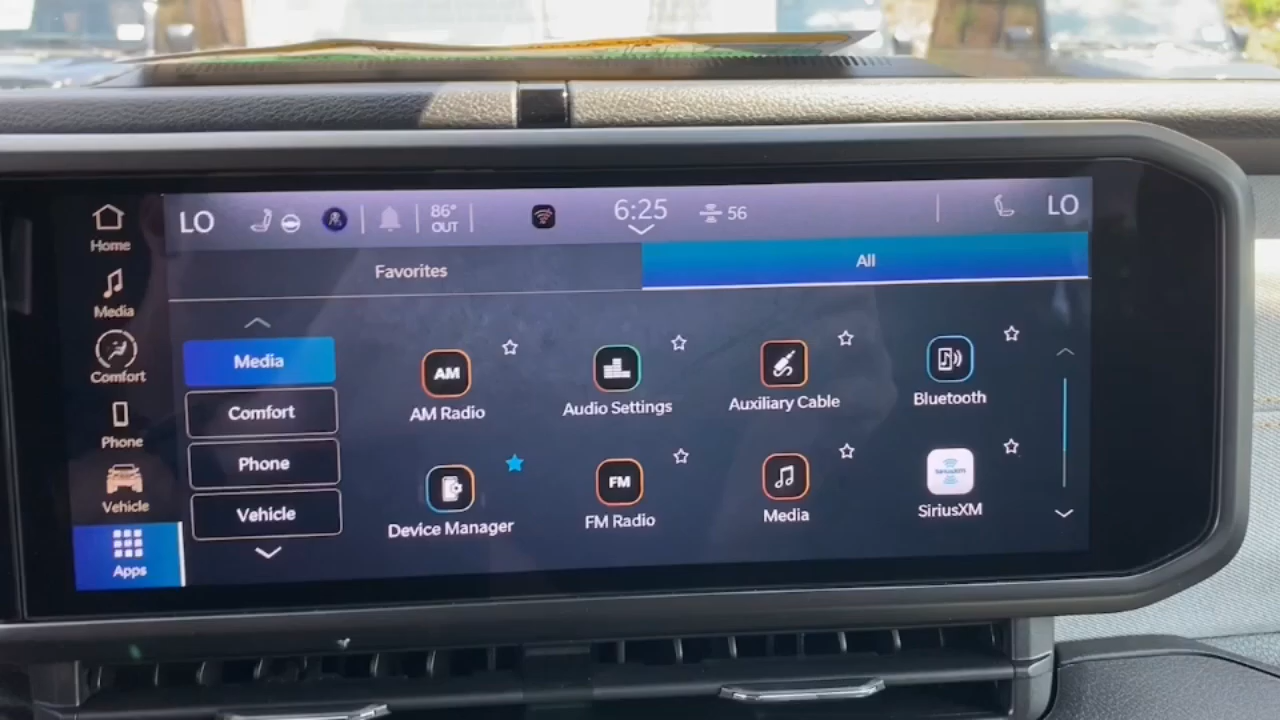 LO
86°
OUT
6:25
56
LO
Home
Media
Comfort
Phone
Vehicle
Apps
Favorites
All
Media
Comfort
Phone
Vehicle
AM
AM Radio
Audio Settings
Auxiliary Cable
Bluetooth
Device Manager
FM
FM Radio
Media
SiriusXM
SiriusXM